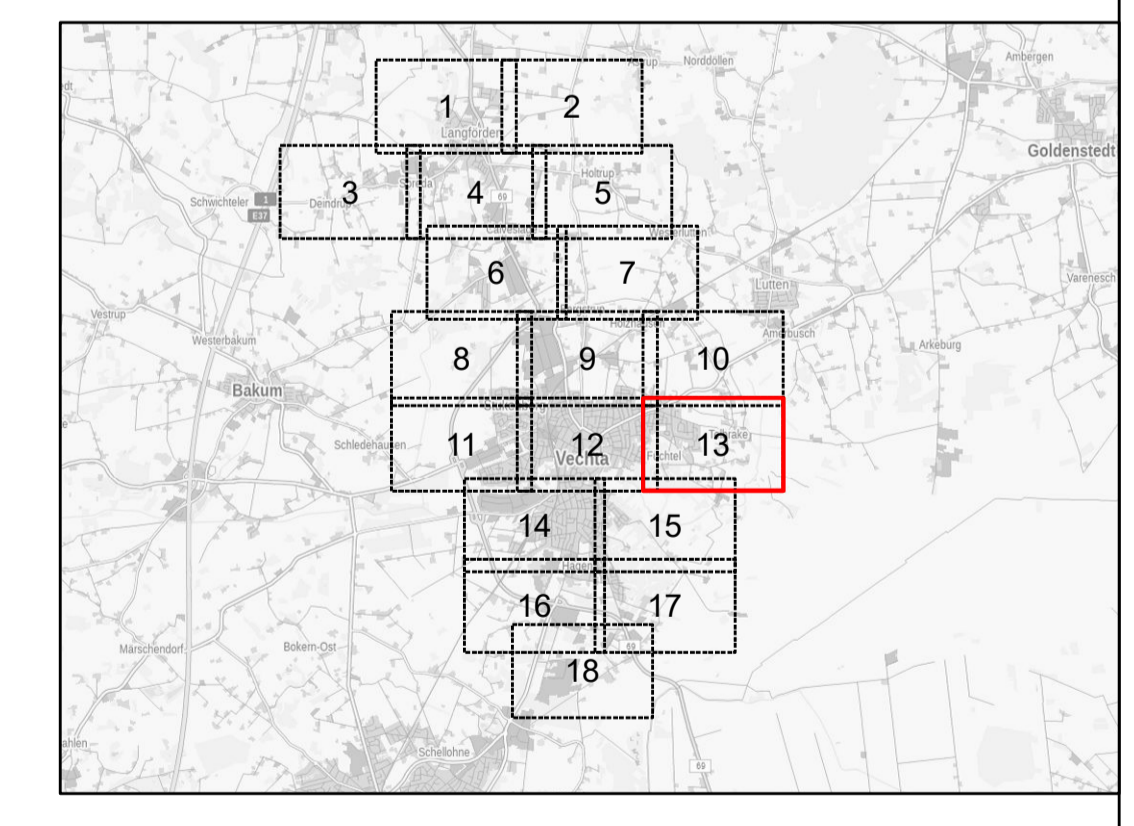 Norddöllen
Ambergen
1
2
Langförden
Goldenstedt
Holtrup
3
4
5
Schwichteler
1
E37
69
6
7
Lutten
Varenesch
Vestrup
Holzhausen
Amerbusch
Westerbakum
Arkeburg
8
9
10
Bakum
Schledehausen
11
12
13
Vechta
Füchtel
14
15
Hagen
16
17
Märschendorf
Bokern-Ost
69
18
Schellohne
69